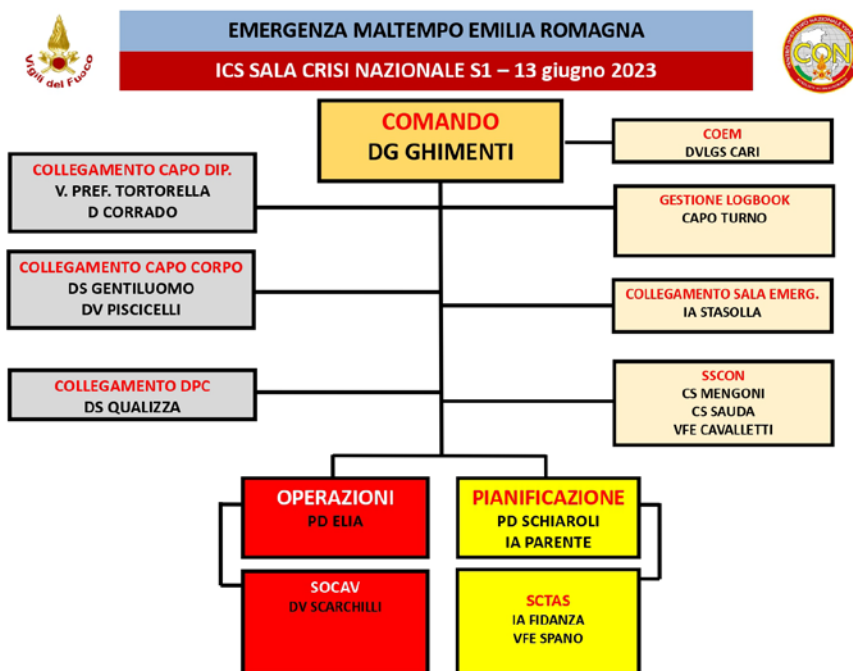 EMERGENZA MALTEMPO EMILIA ROMAGNA
ICS SALA CRISI NAZIONALE S1 – 13 giugno 2023
Vigili del Fuoco
CON
COMANDO
DG GHIMENTI
COEM
DVLGS CARI
COLLEGAMENTO CAPO DIP.
V. PREF. TORTORELLA
D CORRADO
GESTIONE LOGBOOK
CAPO TURNO
COLLEGAMENTO CAPO CORPO
DS GENTILUOMO
DV PISCICELLI
COLLEGAMENTO SALA EMERG.
IA STASOLLA
COLLEGAMENTO DPC
DS QUALIZZA
SSCON
CS MENGONI
CS SAUDA
VFE CAVALLETTI
OPERAZIONI
PD ELIA
PIANIFICAZIONE
PD SCHIAROLI
IA PARENTE
SOCAV
DV SCARCHILLI
SCTAS
IA FIDANZA
VFE SPANO